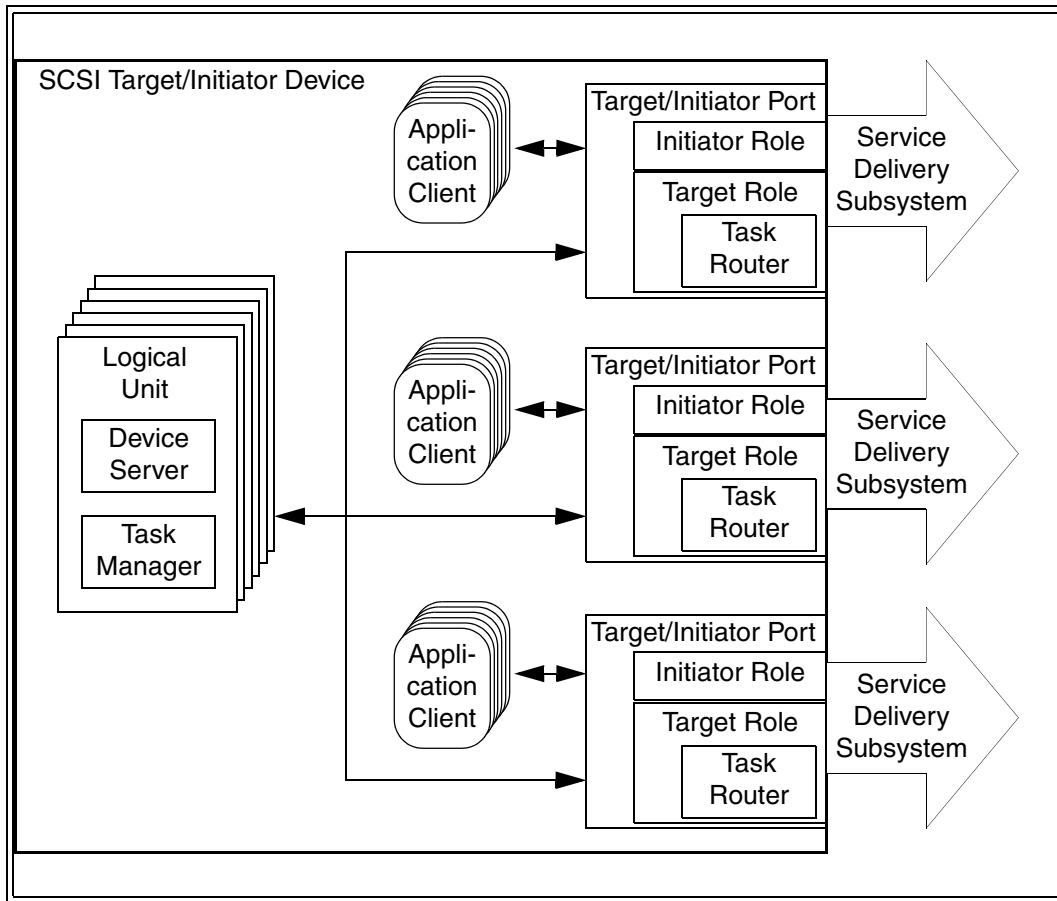 SCSI Target/Initiator Device
Appli-
cation
Client
Target/Initiator Port
Initiator Role
Target Role
Task
Router
Service
Delivery
Subsystem
Logical
Unit
Device
Server
Task
Manager
Appli-
cation
Client
Target/Initiator Port
Initiator Role
Target Role
Task
Router
Service
Delivery
Subsystem
Appli-
cation
Client
Target/Initiator Port
Initiator Role
Target Role
Task
Router
Service
Delivery
Subsystem